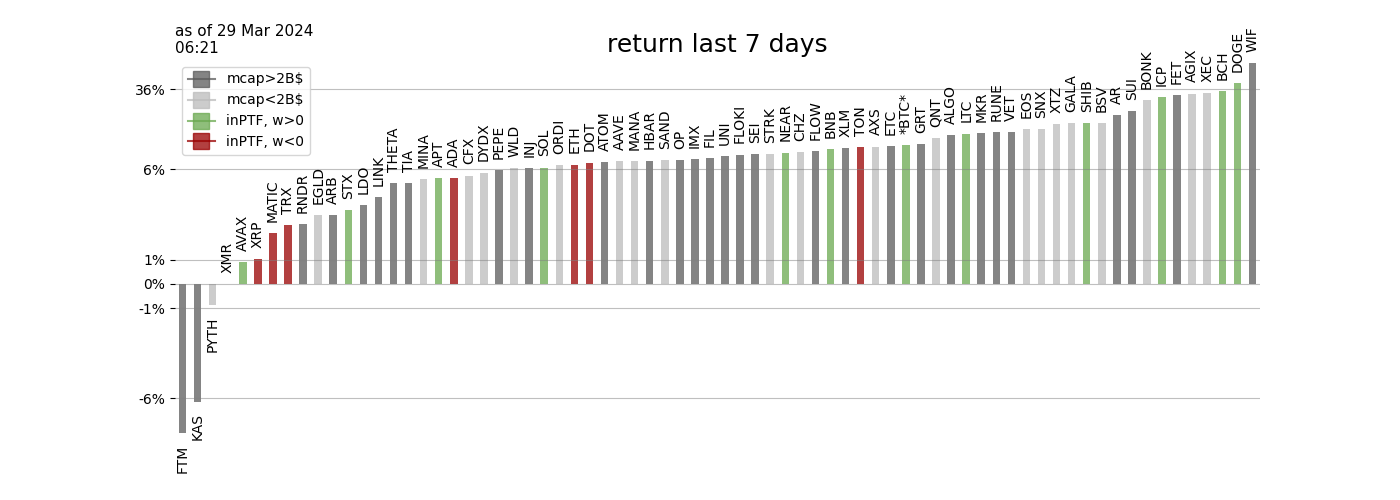 as of 29 Mar 2024
06:21
return last 7 days
mcap>2B$
mcap<2B$
inPTF, w>0
inPTF, w<0
36%
6%
1%
0%
-1%
-6%
FTM
KAS
PYTH
XMR
AVAX
XRP
MATIC
TRX
RNDR
EGLD
ARB
STX
LDO
LINK
THETA
TIA
MINA
APT
ADA
CFX
DYDX
PEPE
WLD
INJ
SOL
ORDI
ETH
DOT
ATOM
AAVE
MANA
HBAR
SAND
OP
IMX
FIL
UNI
FLOKI
SEI
STRK
NEAR
CHZ
FLOW
BNB
XLM
TON
AXS
ETC
*BTC*
GRT
QNT
ALGO
LTC
MKR
RUNE
VET
EOS
SNX
XTZ
GALA
SHIB
BSV
AR
SUI
BONK
ICP
FET
AGIX
XEC
BCH
DOGE
WIF